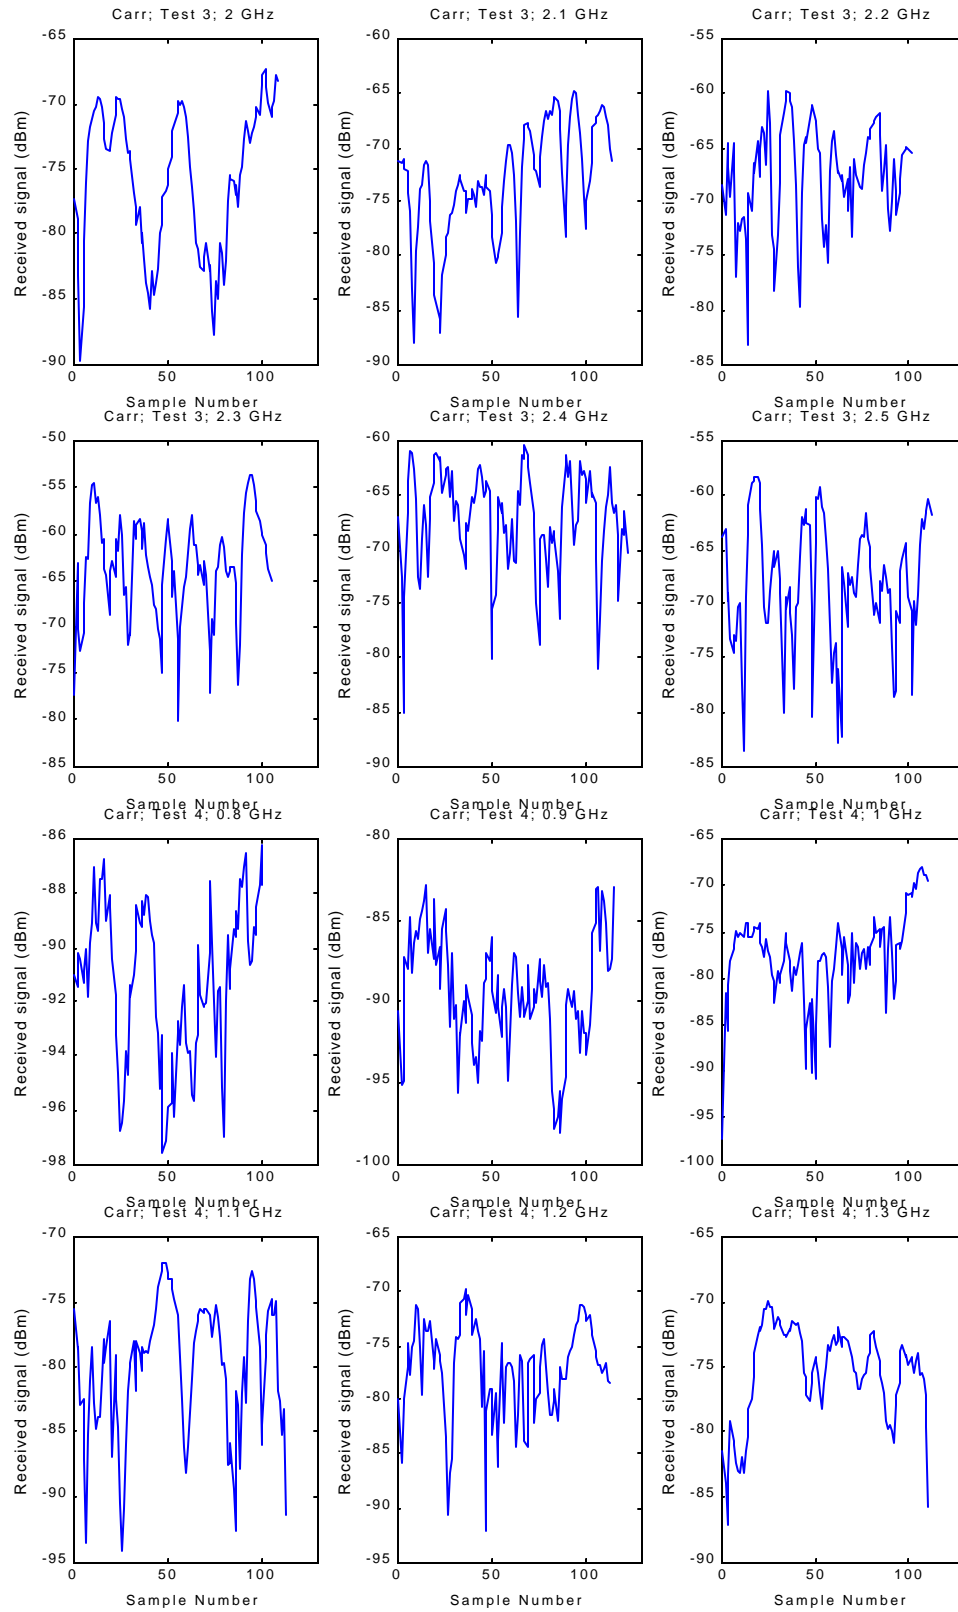 Carr; Test 3; 2 GHz
Carr; Test 3; 2.1 GHz
Carr; Test 3; 2.2 GHz
-65
-70
-75
-80
-85
-90
Received signal (dBm)
0 50 100
Sample Number
-60
-65
-70
-75
-80
-85
-90
Received signal (dBm)
0 50 100
Sample Number
-55
-60
-65
-70
-75
-80
-85
Received signal (dBm)
0 50 100
Sample Number
Carr; Test 3; 2.3 GHz
Carr; Test 3; 2.4 GHz
Carr; Test 3; 2.5 GHz
-50
-55
-60
-65
-70
-75
-80
-85
Received signal (dBm)
0 50 100
Sample Number
-60
-65
-70
-75
-80
-85
-90
Received signal (dBm)
0 50 100
Sample Number
-55
-60
-65
-70
-75
-80
-85
Received signal (dBm)
0 50 100
Sample Number
Carr; Test 4; 0.8 GHz
Carr; Test 4; 0.9 GHz
Carr; Test 4; 1 GHz
-86
-88
-90
-92
-94
-96
-98
Received signal (dBm)
0 50 100
Sample Number
-80
-85
-90
-95
-100
Received signal (dBm)
0 50 100
Sample Number
-65
-70
-75
-80
-85
-90
-95
-100
Received signal (dBm)
0 50 100
Sample Number
Carr; Test 4; 1.1 GHz
Carr; Test 4; 1.2 GHz
Carr; Test 4; 1.3 GHz
-70
-75
-80
-85
-90
-95
Received signal (dBm)
0 50 100
Sample Number
-65
-70
-75
-80
-85
-90
-95
Received signal (dBm)
0 50 100
Sample Number
-65
-70
-75
-80
-85
-90
Received signal (dBm)
0 50 100
Sample Number